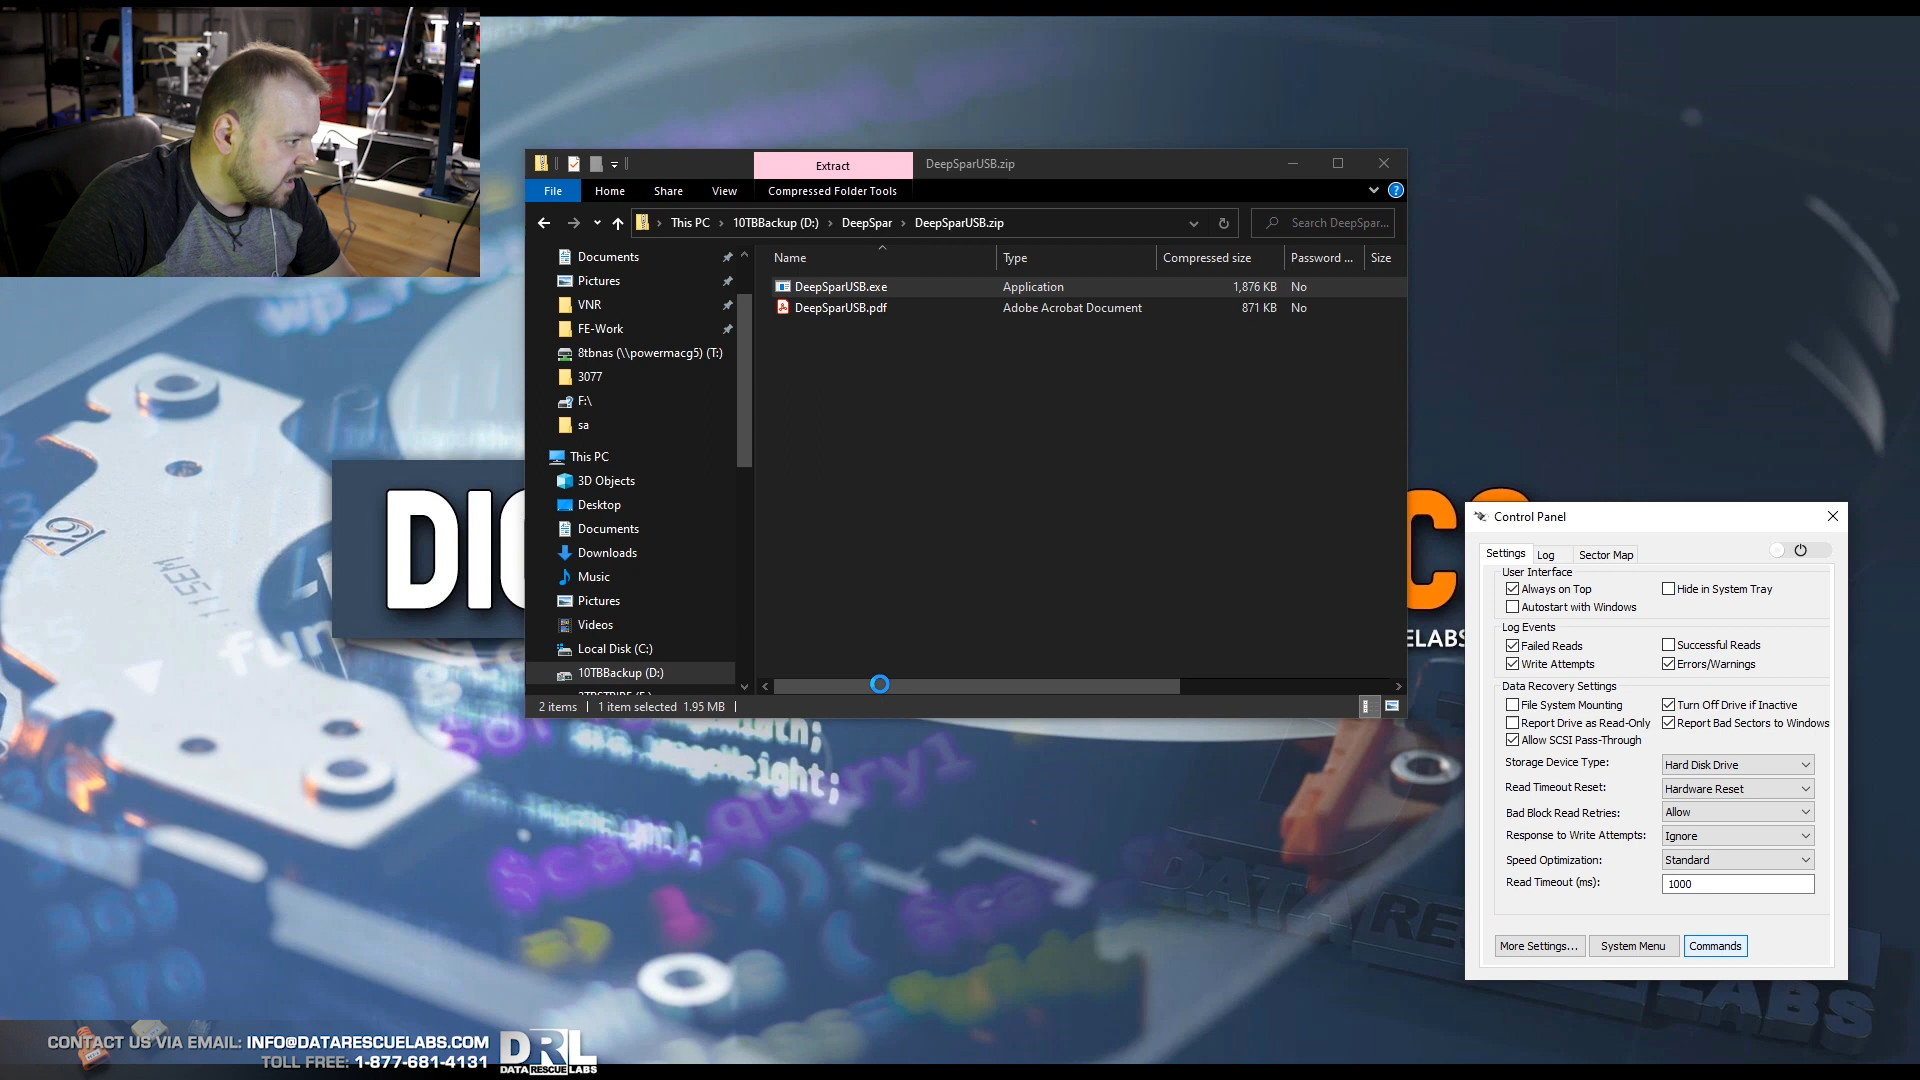 Extract
DeepSparUSB.zip
File
Home
Share
View
Compressed Folder Tools
This PC
10TBBackup (D:)
DeepSpar
DeepSparUSB.zip
Search DeepSpar...
Name
Type
Compressed size
Password ...
Size
DeepSparUSB.exe
Application
1,876 KB
No
DeepSparUSB.pdf
Adobe Acrobat Document
871 KB
No
Documents
Pictures
VNR
FE-Work
8tbnas (\\powermacg5) (T:)
3077
F:\
sa
This PC
3D Objects
Desktop
Documents
Downloads
Music
Pictures
Videos
Local Disk (C:)
10TBBackup (D:)
2 items
1 item selected 1.95 MB
Control Panel
Settings
Log
Sector Map
User Interface
Always on Top
Hide in System Tray
Autostart with Windows
Log Events
Failed Reads
Successful Reads
Write Attempts
Errors/Warnings
Data Recovery Settings
File System Mounting
Turn Off Drive if Inactive
Report Drive as Read-Only
Report Bad Sectors to Windows
Allow SCSI Pass-Through
Storage Device Type:
Hard Disk Drive
Read Timeout Reset:
Hardware Reset
Bad Block Read Retries:
Allow
Response to Write Attempts:
Ignore
Speed Optimization:
Standard
Read Timeout (ms):
1000
More Settings...
System Menu
Commands
CONTACT US VIA EMAIL: INFO@DATARESCUELABS.COM
TOLL FREE: 1-877-681-4131
DRL
DATA RESCUE LABS